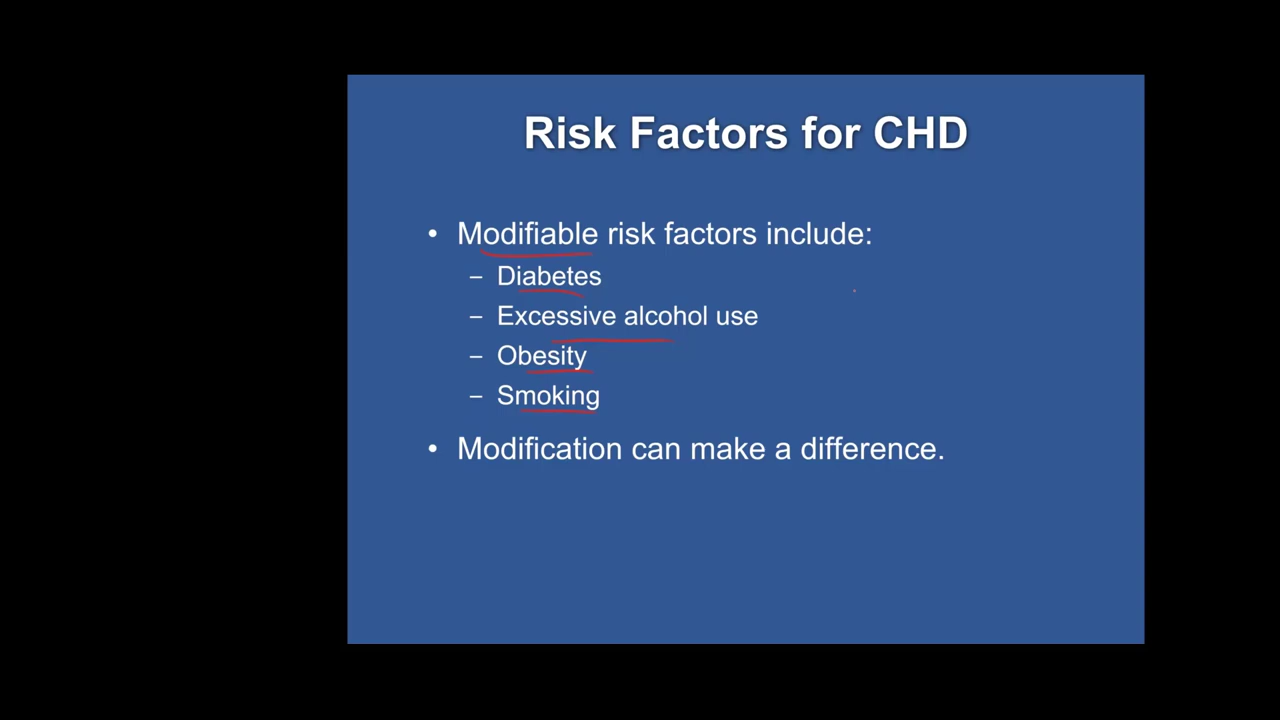 Risk Factors for CHD
• Modifiable risk factors include:
– Diabetes
– Excessive alcohol use
– Obesity
– Smoking
• Modification can make a difference.